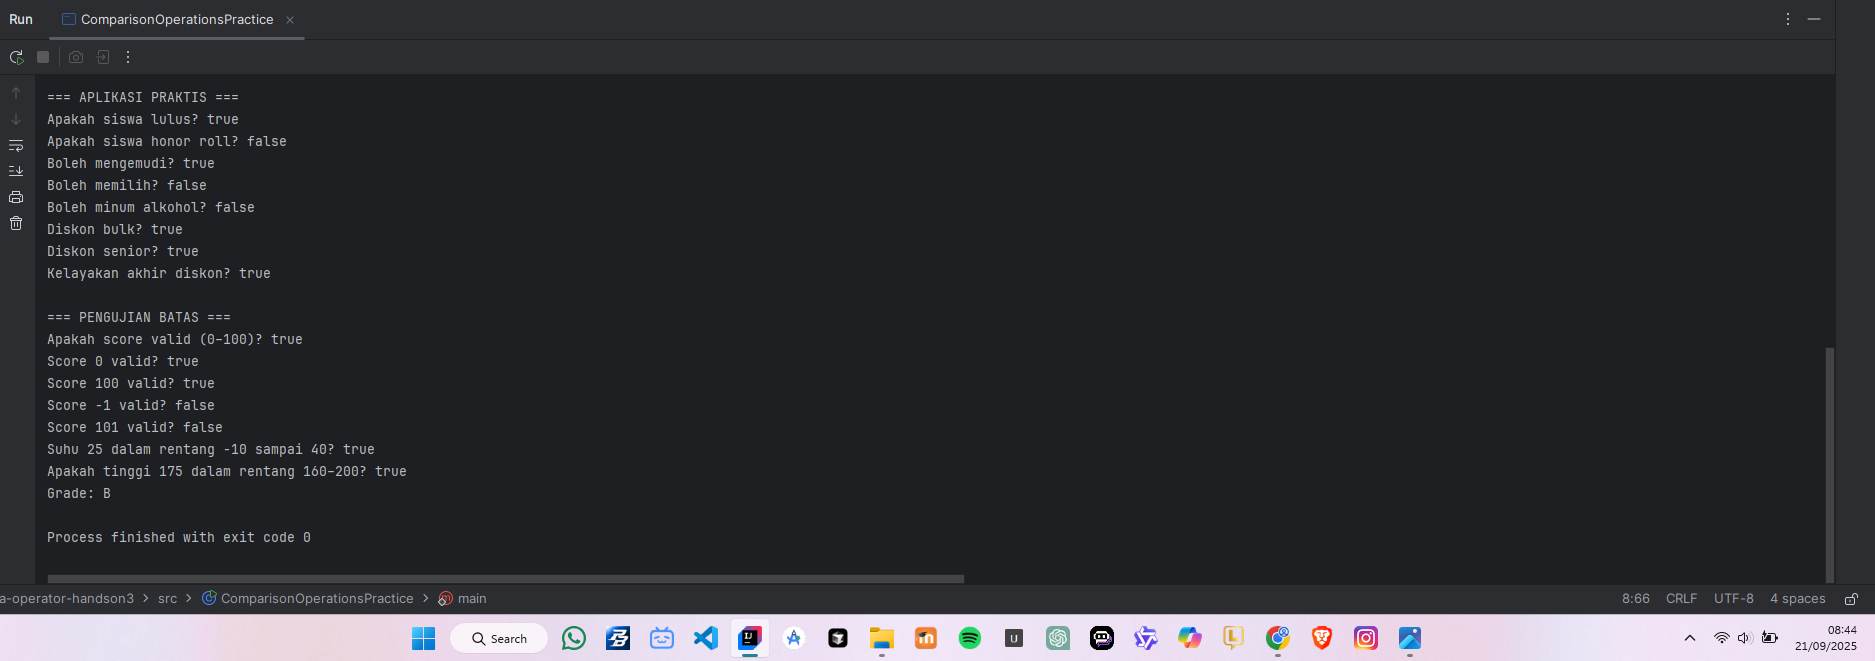 Run
ComparisonOperationsPractice
=== APLIKASI PRAKTIS ===
Apakah siswa lulus? true
Apakah siswa honor roll? false
Boleh mengemudi? true
Boleh memilih? false
Boleh minum alkohol? false
Diskon bulk? true
Diskon senior? true
Kelayakan akhir diskon? true
=== PENGUJIAN BATAS ===
Apakah score valid (0-100)? true
Score 0 valid? true
Score 100 valid? true
Score -1 valid? false
Score 101 valid? false
Suhu 25 dalam rentang -10 sampai 40? true
Apakah tinggi 175 dalam rentang 160-200? true
Grade: B
Process finished with exit code 0
a-operator-handson3 > src > ComparisonOperationsPractice > main
8:66 CRLF UTF-8 4 spaces
Search
08:44
21/09/2025